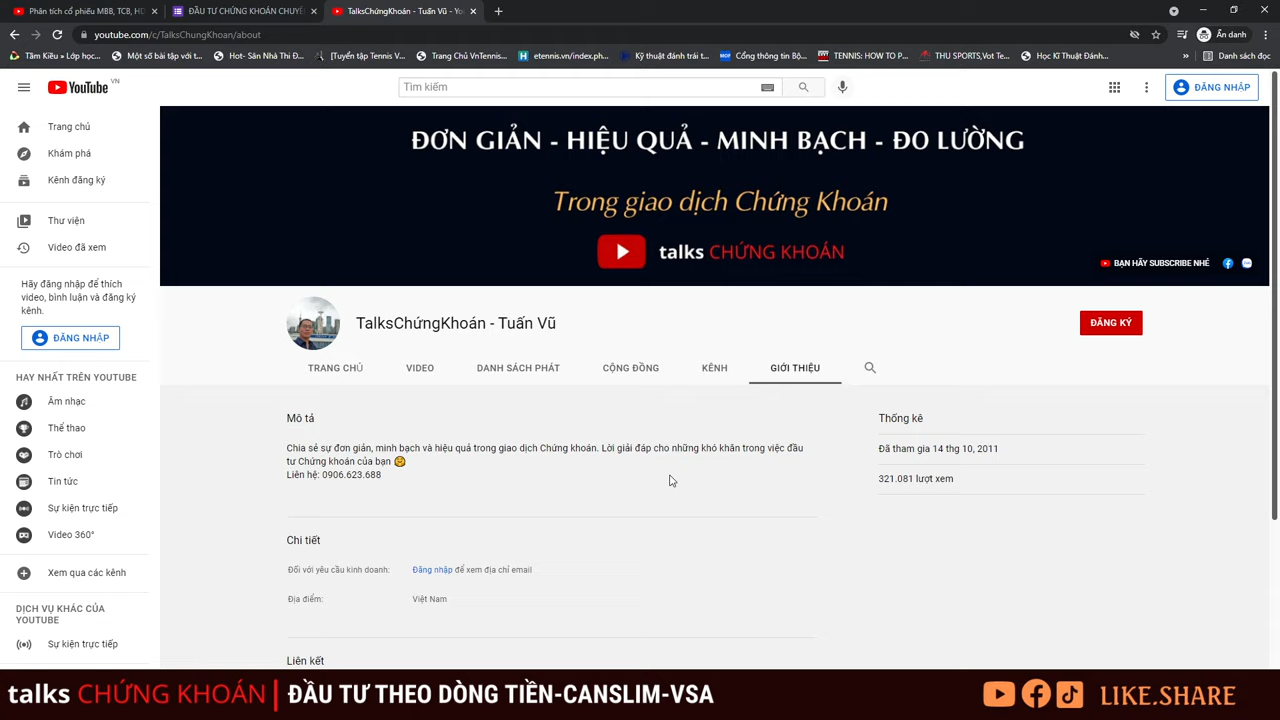 Phân tích cổ phiếu MBB, TCB, HD
ĐẦU TƯ CHỨNG KHOÁN CHUYÊ
TalksChứngKhoán - Tuấn Vũ - Yo
youtube.com/c/TalksChungKhoan/about
Ẩn danh
Tâm Kiều » Lớp học...
Một số bài tập với t...
Hot- Sân Nhà Thi Đ...
[Tuyển tập Tennis V...
Trang Chủ VnTennis...
etennis.vn/index.ph...
Kỹ thuật đánh trái t...
Cổng thông tin Bộ...
TENNIS: HOW TO P...
THU SPORTS,Vot Te...
Học Kĩ Thuật Đánh...
»
Danh sách đọc
YouTube VN
Tìm kiếm
ĐĂNG NHẬP
Trang chủ
Khám phá
Kênh đăng ký
Thư viện
Video đã xem
Hãy đăng nhập để thích
video, bình luận và đăng ký
kênh.
ĐĂNG NHẬP
HAY NHẤT TRÊN YOUTUBE
Âm nhạc
Thể thao
Trò chơi
Tin tức
Sự kiện trực tiếp
Video 360°
Xem qua các kênh
DỊCH VỤ KHÁC CỦA
YOUTUBE
Sự kiện trực tiếp
ĐƠN GIẢN - HIỆU QUẢ - MINH BẠCH - ĐO LƯỜNG
Trong giao dịch Chứng Khoán
talks CHỨNG KHOÁN
BẠN HÃY SUBSCRIBE NHÉ
TalksChứngKhoán - Tuấn Vũ
ĐĂNG KÝ
TRANG CHỦ
VIDEO
DANH SÁCH PHÁT
CỘNG ĐỒNG
KÊNH
GIỚI THIỆU
Mô tả
Chia sẻ sự đơn giản, minh bạch và hiệu quả trong giao dịch Chứng khoán. Lời giải đáp cho những khó khăn trong việc đầu
tư Chứng khoán của bạn 🤗
Liên hệ: 0906.623.688
Thống kê
Đã tham gia 14 thg 10, 2011
321.081 lượt xem
Chi tiết
Đối với yêu cầu kinh doanh: Đăng nhập để xem địa chỉ email
Địa điểm: Việt Nam
Liên kết
talks CHỨNG KHOÁN | ĐẦU TƯ THEO DÒNG TIỀN-CANSLIM-VSA
LIKE.SHARE